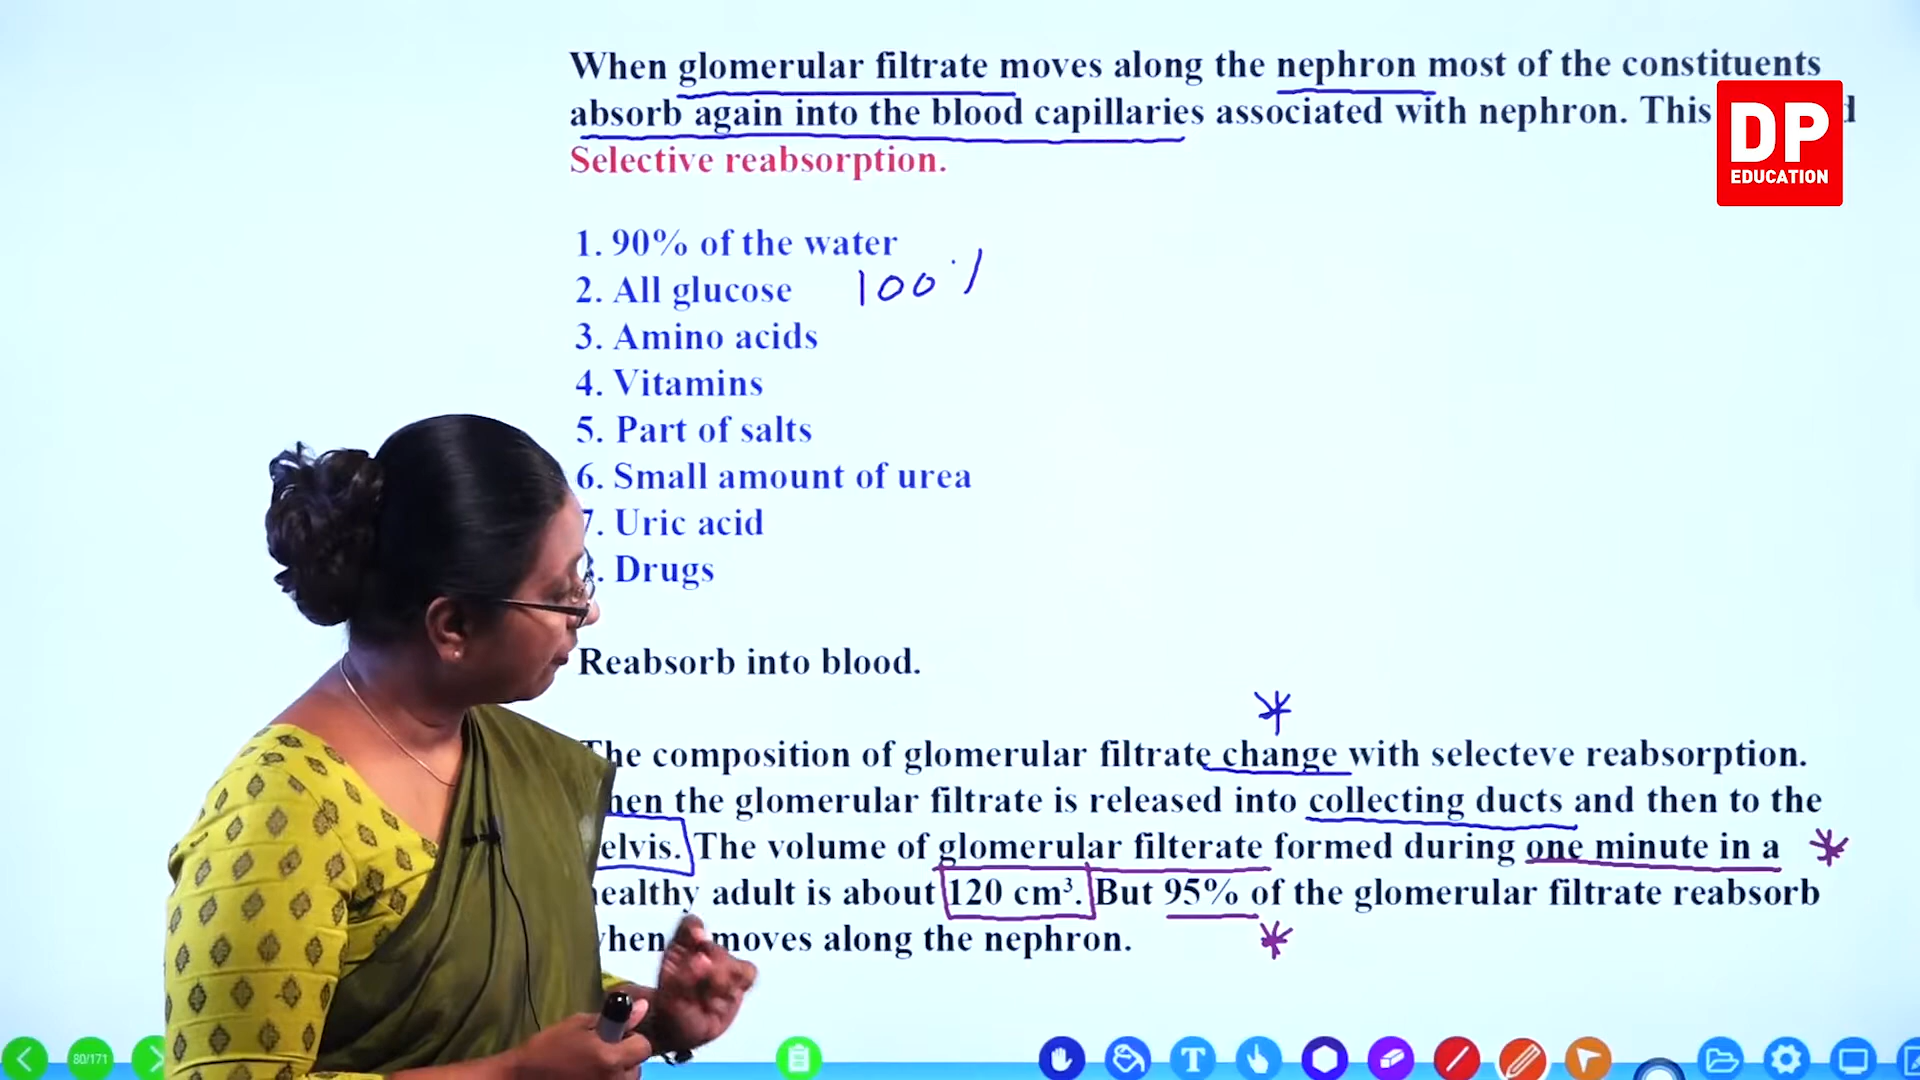 When glomerular filtrate moves along the nephron most of the constituents
absorb again into the blood capillaries associated with nephron. This
Selective reabsorption.
DP
EDUCATION
1. 90% of the water
2. All glucose 100%
3. Amino acids
4. Vitamins
5. Part of salts
6. Small amount of urea
7. Uric acid
. Drugs
Reabsorb into blood.
The composition of glomerular filtrate change with selecteve reabsorption.
the glomerular filtrate is released into collecting ducts and then to the
The volume of glomerular filterate formed during one minute in a
healthy adult is about 120 cm³. But 95% of the glomerular filtrate reabsorb
moves along the nephron.
80/171
T